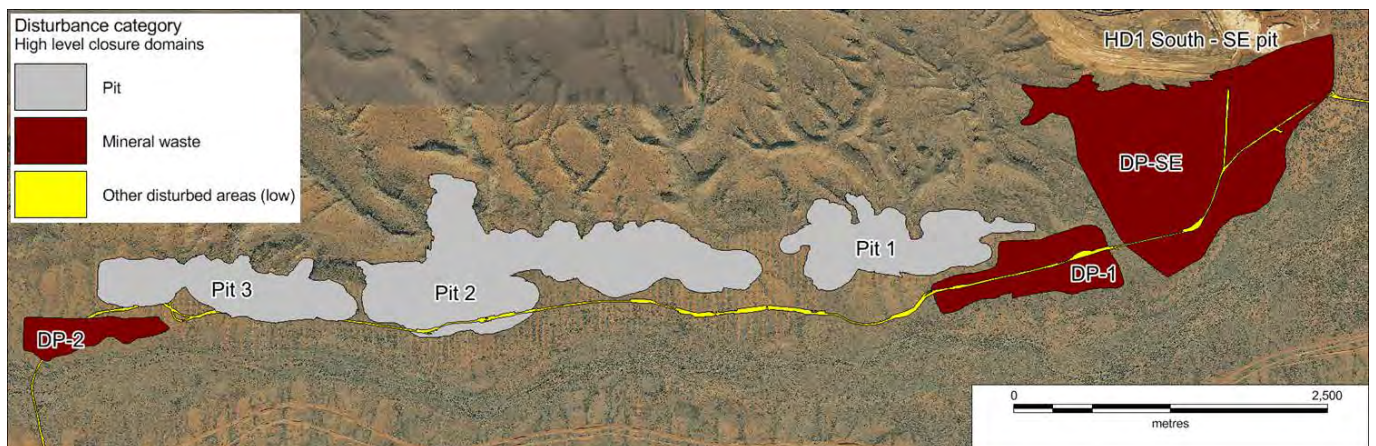 Disturbance category
High level closure domains
Pit
Mineral waste
Other disturbed areas (low)
HD1 South - SE pit
DP-SE
Pit 1
DP-1
Pit 2
Pit 3
DP-2
0
2,500
metres